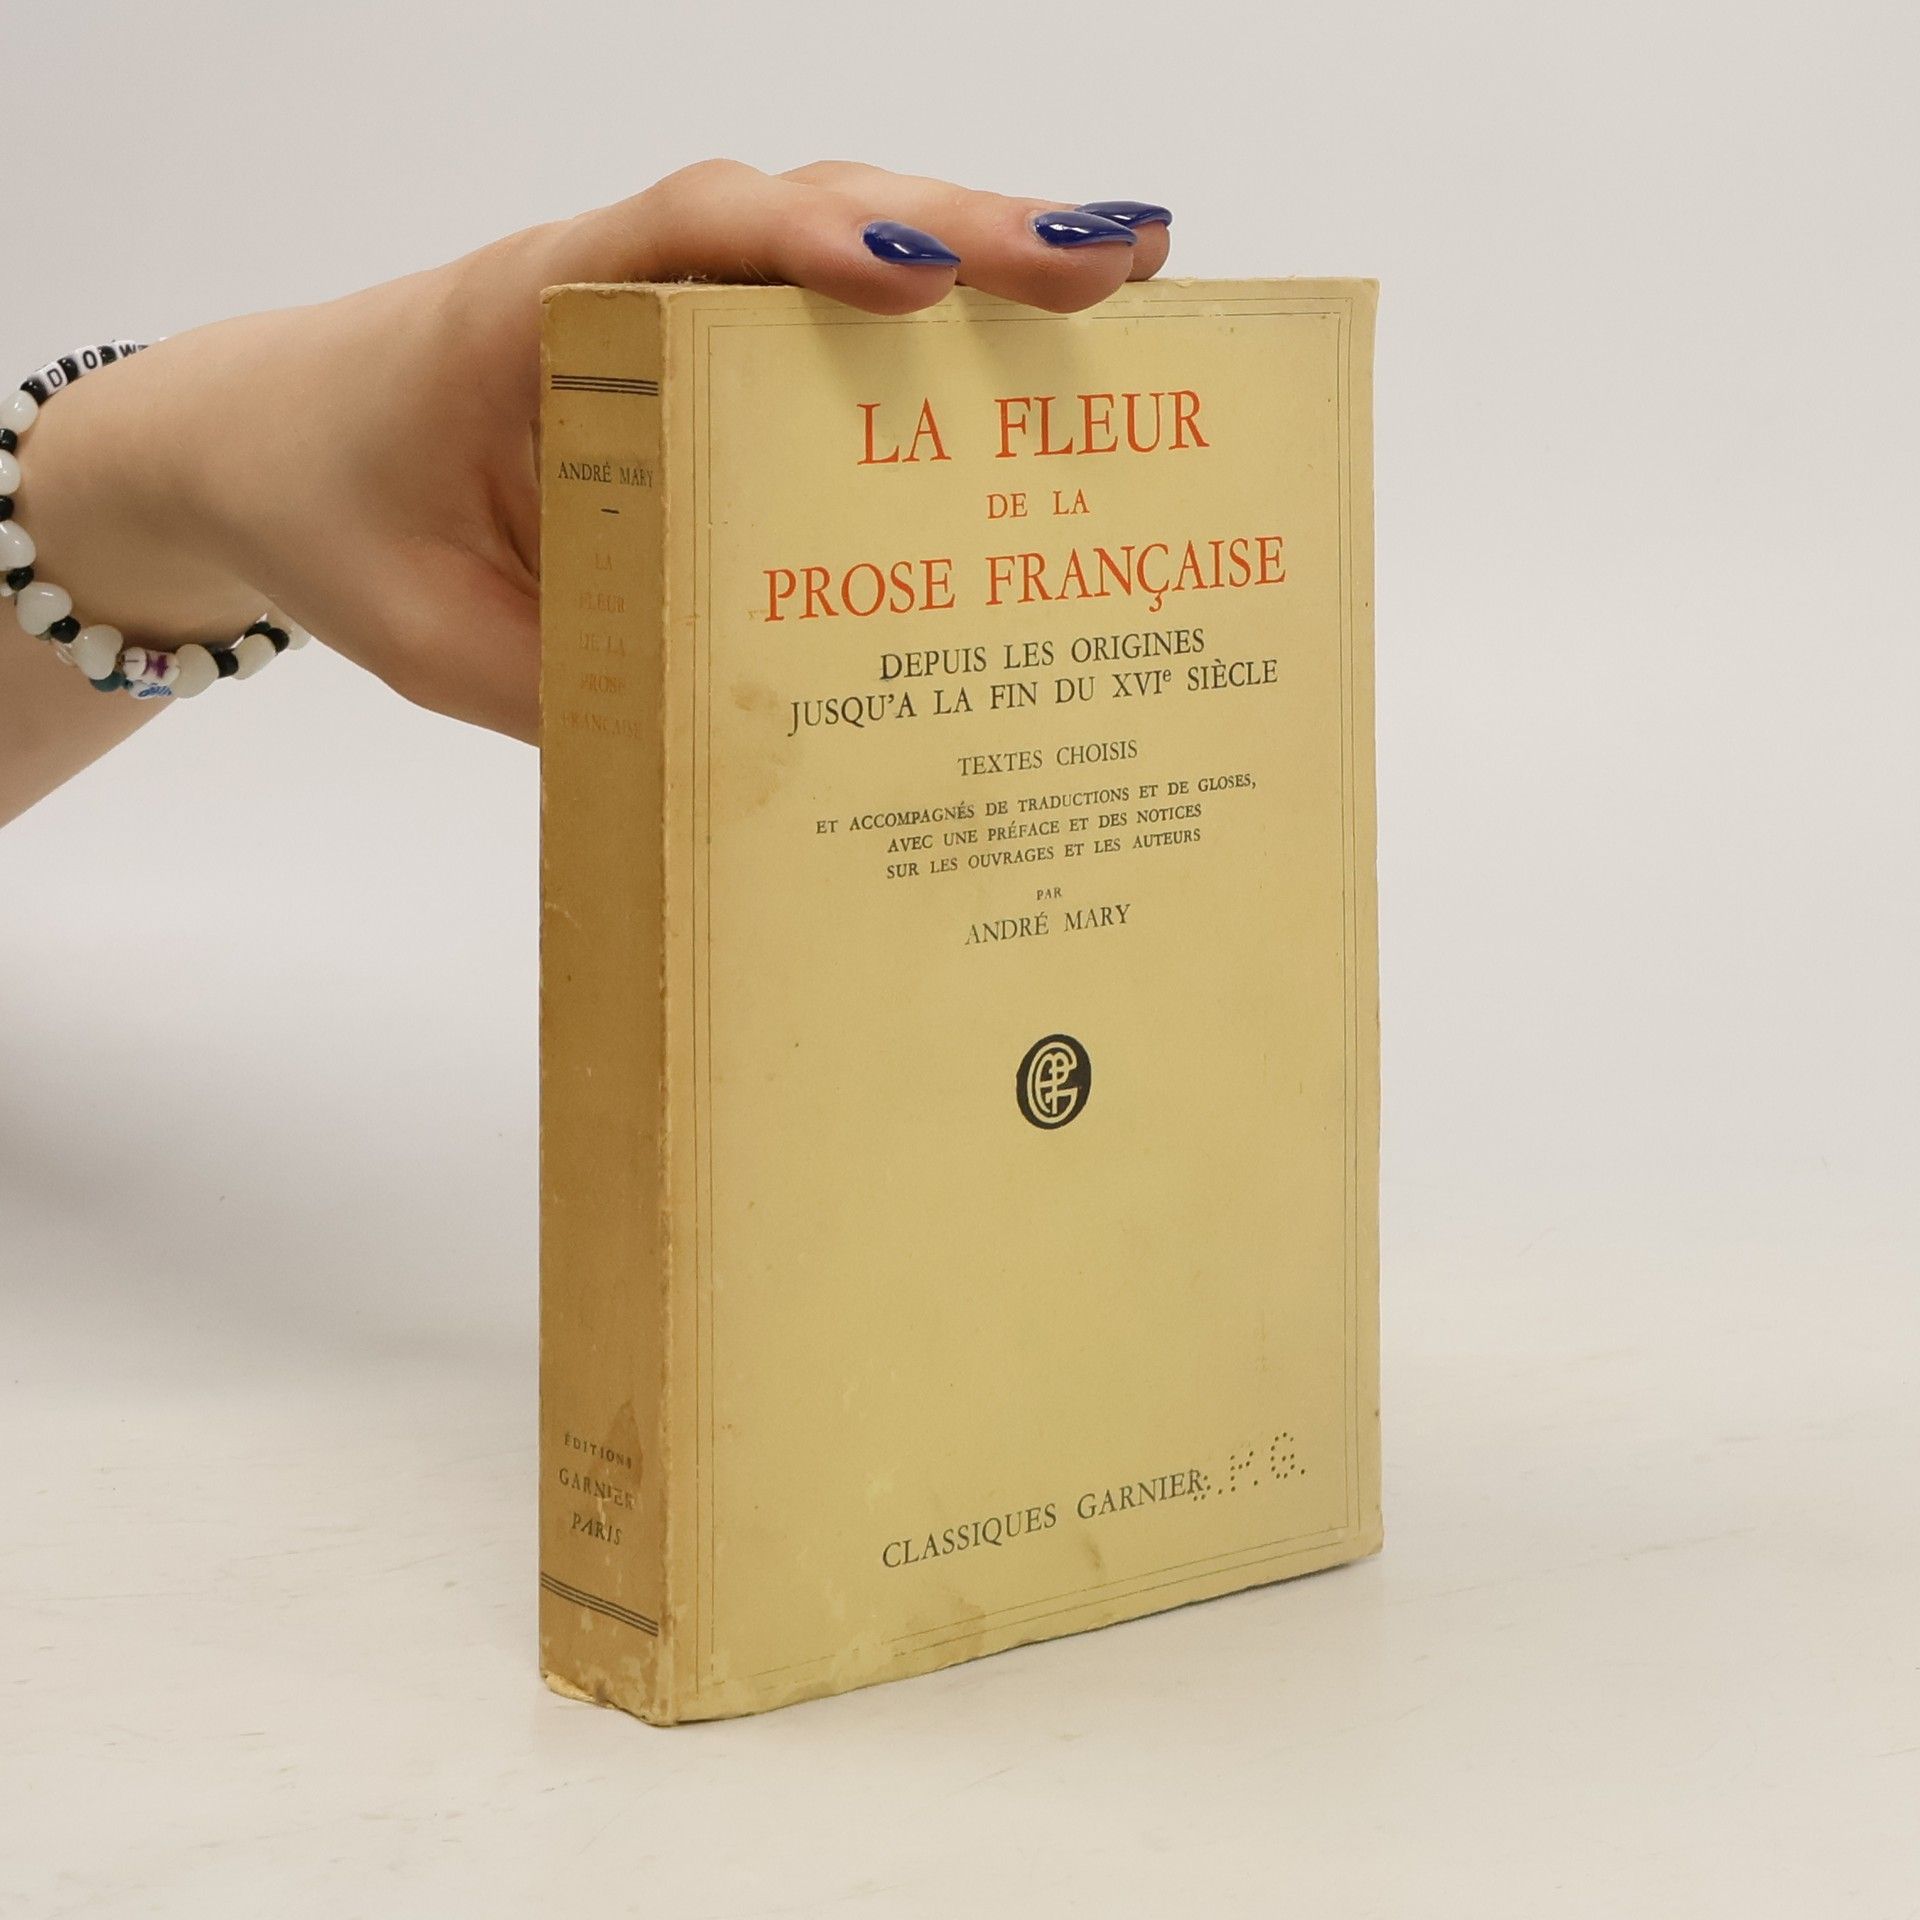 DOW
ANDRÉ MARY
LA
FLEUR
DE LA
PROSE
FRANÇAISE
ÉDITIONS
GARNIER
PARIS
LA FLEUR
DE LA
PROSE FRANÇAISE
DEPUIS LES ORIGINES
JUSQU'A LA FIN DU XVIe SIÈCLE
TEXTES CHOISIS
ET ACCOMPAGNÉS DE TRADUCTIONS ET DE GLOSES,
AVEC UNE PRÉFACE ET DES NOTICES
SUR LES OUVRAGES ET LES AUTEURS
PAR
ANDRÉ MARY
CLASSIQUES GARNIER